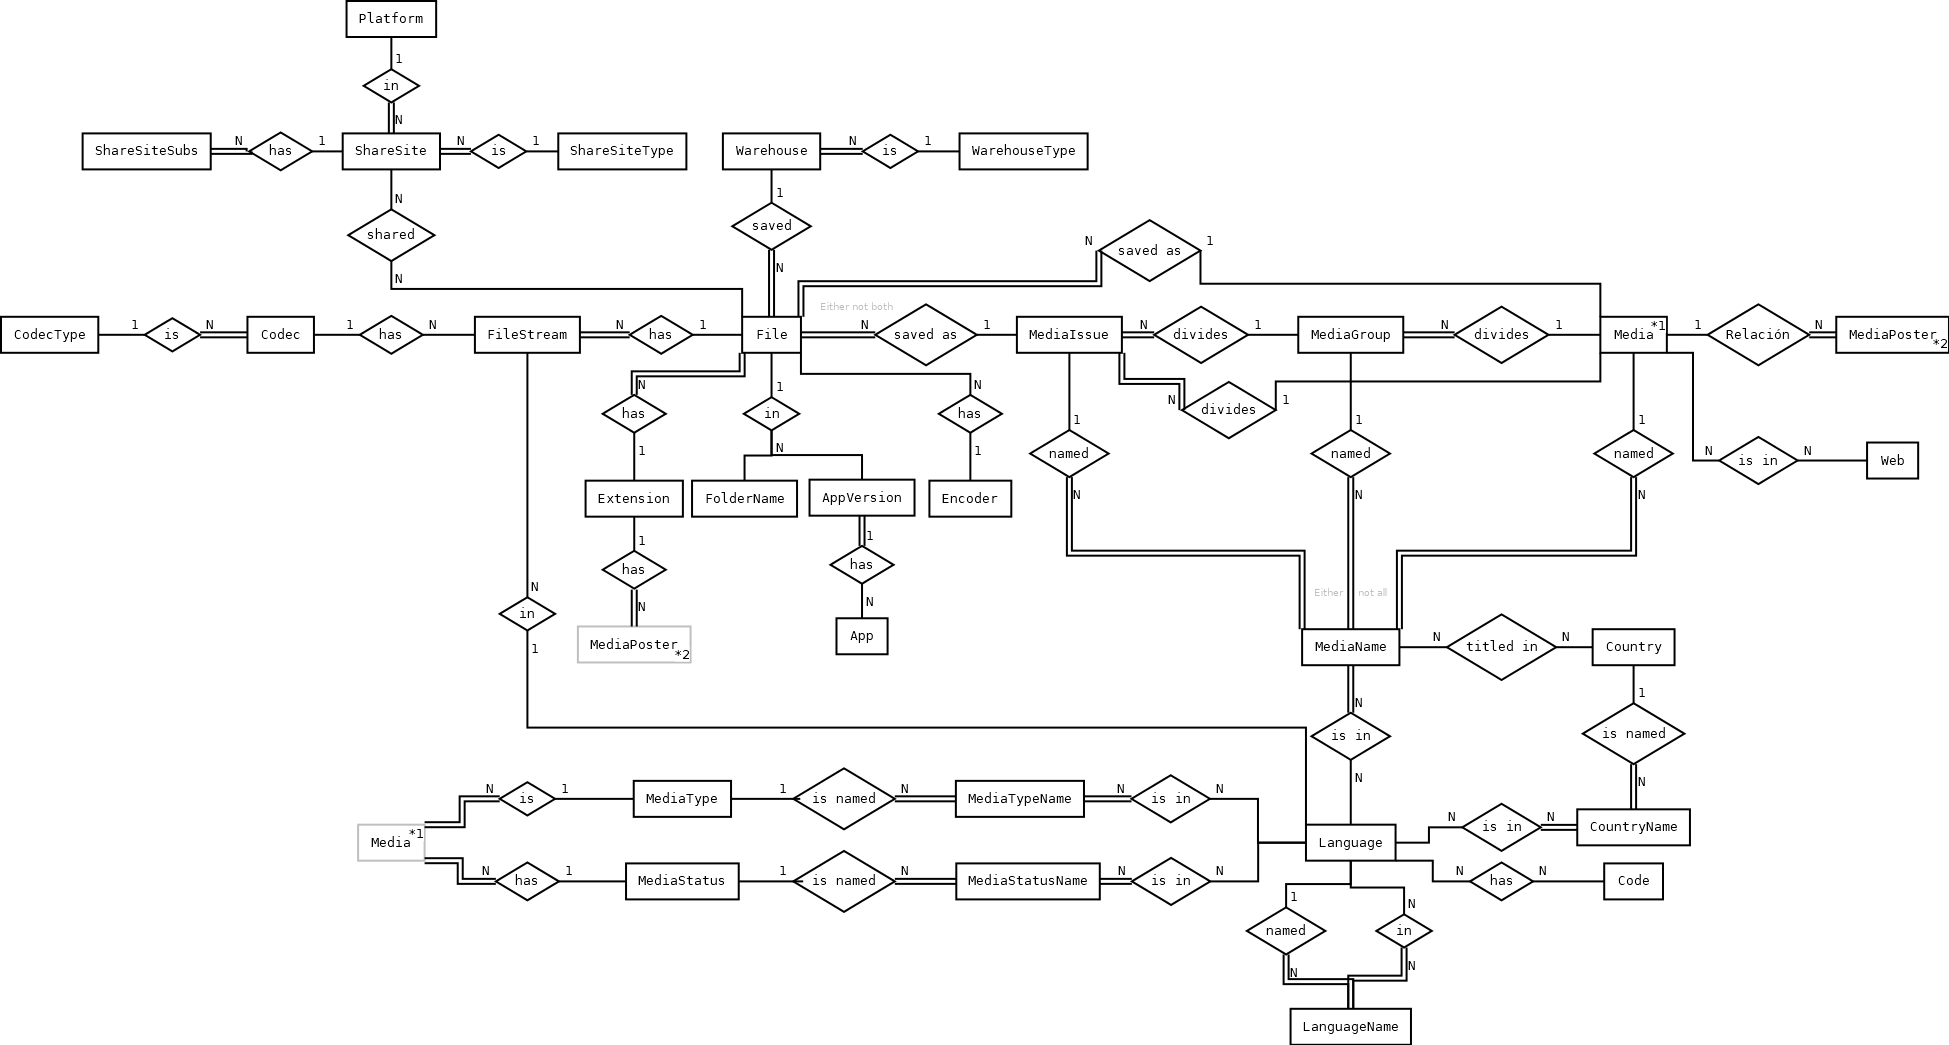 Platform
1
in
N
ShareSiteSubs
N
has
1
ShareSite
N
is
1
ShareSiteType
Warehouse
N
is
1
WarehouseType
N
shared
N
1
saved
N
N
saved as
1
Either not both
CodecType
1
is
N
Codec
1
has
N
FileStream
N
has
1
File
N
saved as
1
MediaIssue
N
divides
1
MediaGroup
N
divides
1
Media
*1
1
Relación
N
MediaPoster
*2
N
has
1
1
in
N
N
has
1
N
divides
1
1
named
N
1
named
N
1
named
N
N
is in
N
Web
Extension
FolderName
AppVersion
Encoder
1
has
N
1
has
N
MediaPoster
*2
App
N
in
1
Either
not all
MediaName
N
titled in
N
Country
N
is in
N
1
is named
N
N
is
1
MediaType
1
is named
N
MediaTypeName
N
is in
N
Media
*1
Language
N
is in
N
CountryName
N
has
1
MediaStatus
1
is named
N
MediaStatusName
N
is in
N
N
has
N
Code
1
named
N
N
in
N
LanguageName